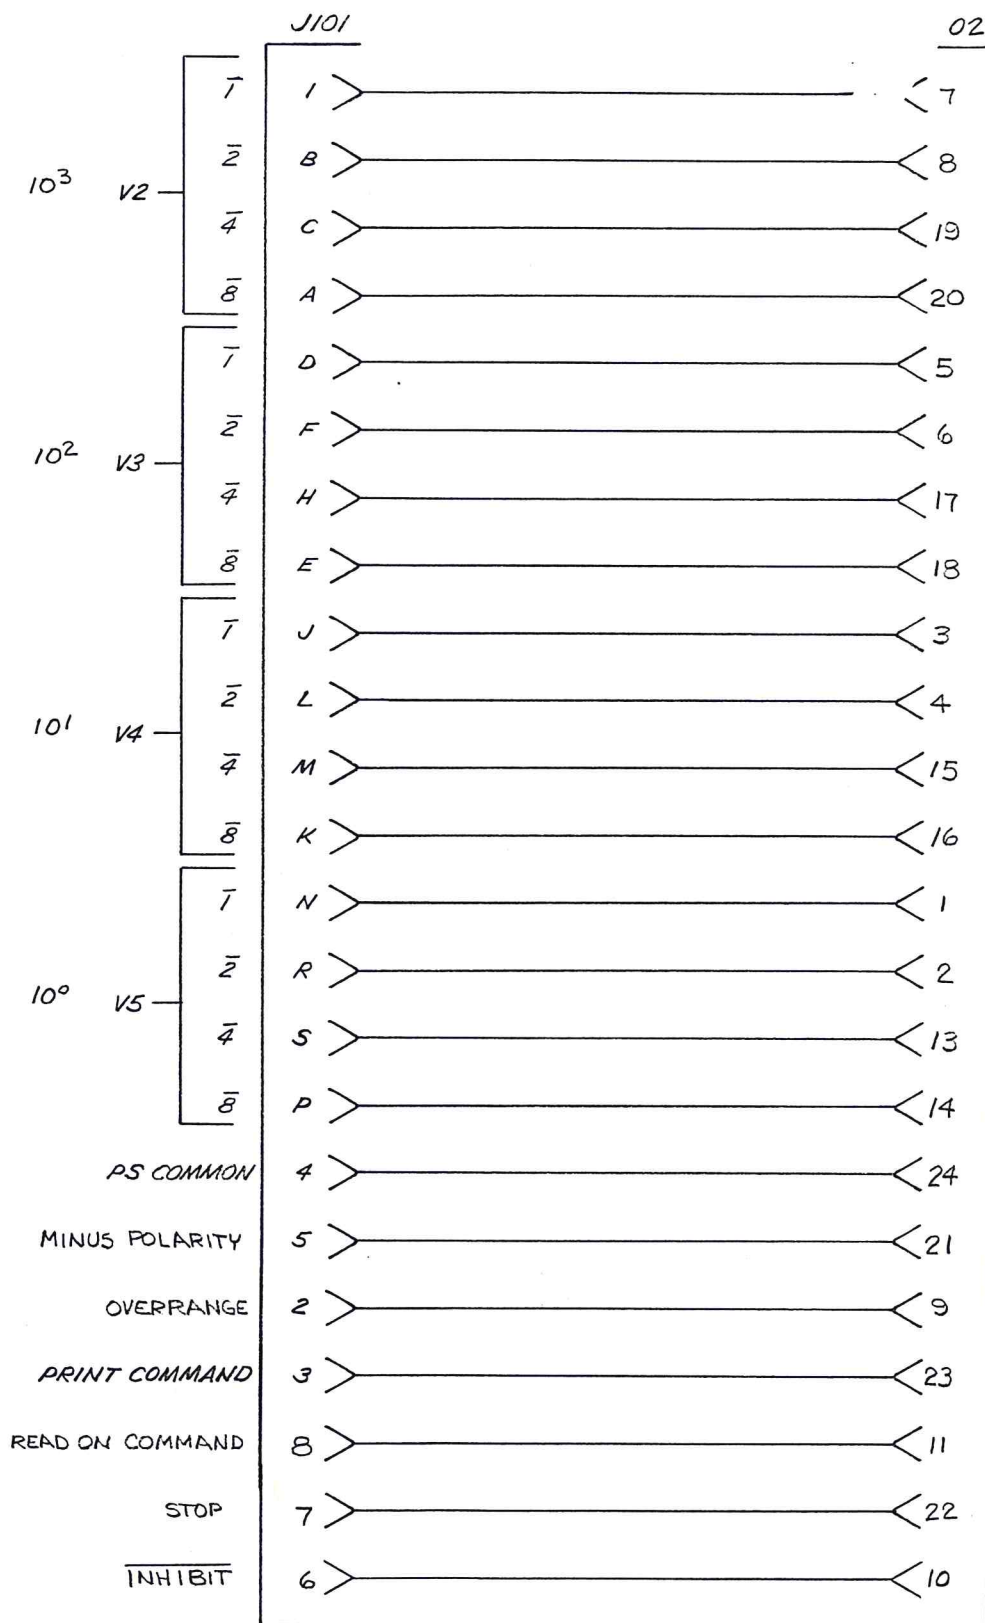 J101 02
1̅ 1 7
2̅ B 8
10³ V2
4̅ C 19
8̅ A 20
1̅ D 5
2̅ F 6
10² V3
4̅ H 17
8̅ E 18
1̅ J 3
2̅ L 4
10¹ V4
4̅ M 15
8̅ K 16
1̅ N 1
2̅ R 2
10⁰ V5
4̅ S 13
8̅ P 14
PS COMMON 4 24
MINUS POLARITY 5 21
OVERRANGE 2 9
PRINT COMMAND 3 23
READ ON COMMAND 8 11
STOP 7 22
I̅N̅H̅I̅B̅I̅T̅ 6 10